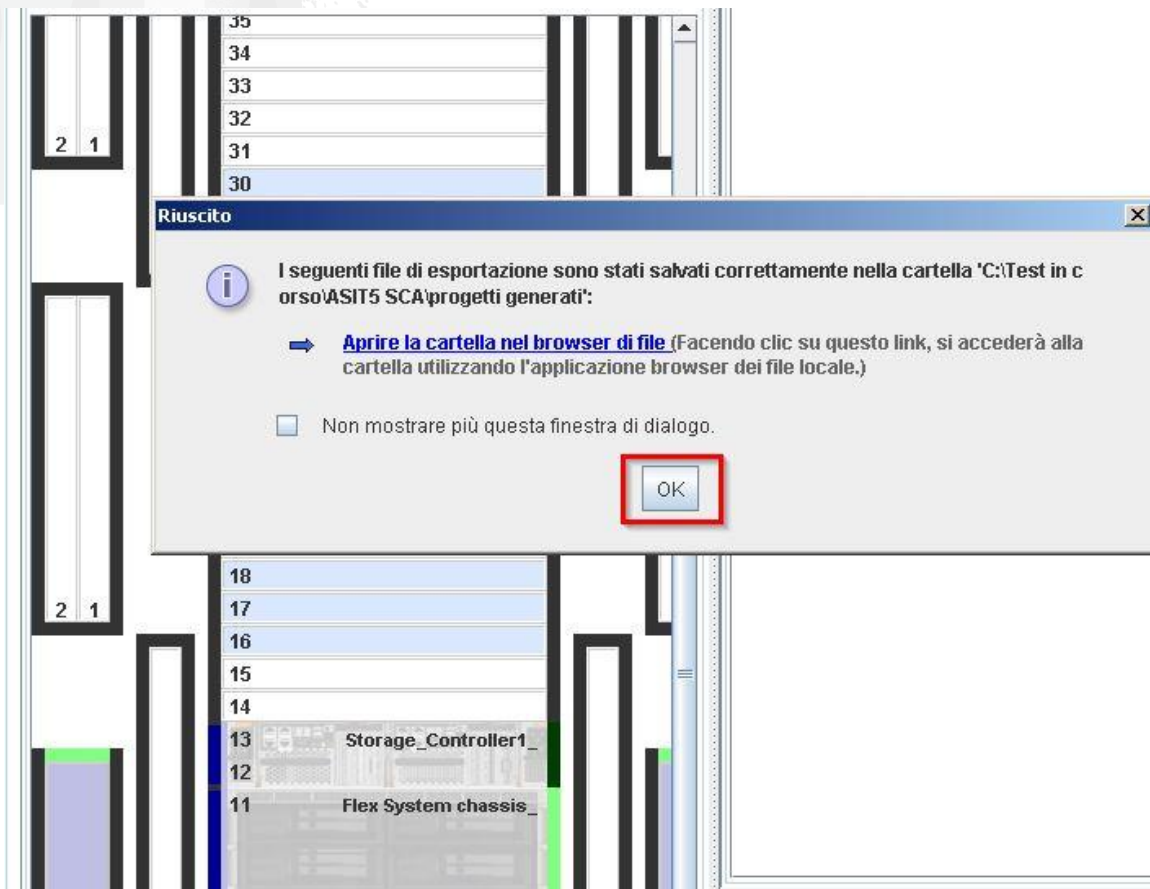 35
34
33
32
2 1
31
30
Riuscito
I seguenti file di esportazione sono stati salvati correttamente nella cartella 'C:\Test in c
orso\ASIT5 SCA\progetti generati':
Aprire la cartella nel browser di file (Facendo clic su questo link, si accederà alla
cartella utilizzando l'applicazione browser dei file locale.)
Non mostrare più questa finestra di dialogo.
OK
18
2 1
17
16
15
14
13 Storage_Controller1_
12
11 Flex System chassis_